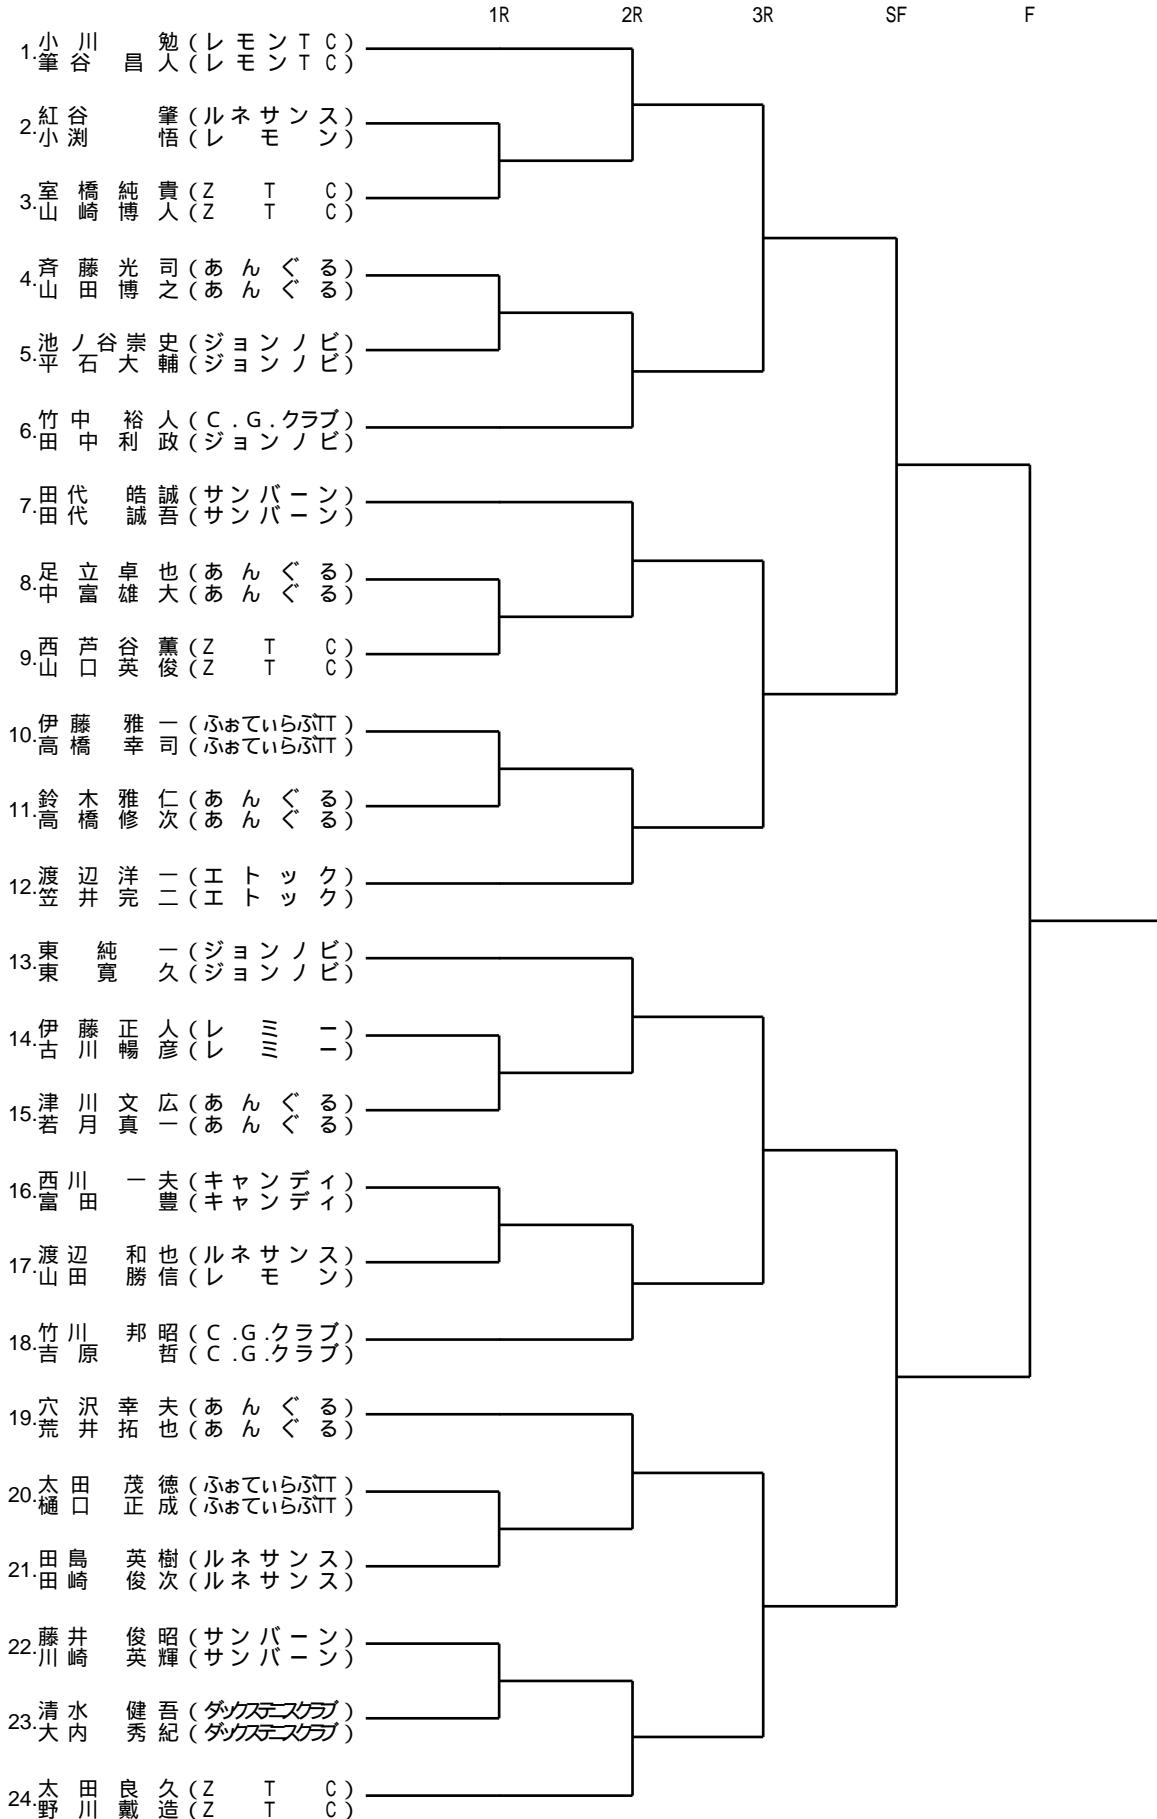 1R 2R 3R SF F
1. 小川 勉 (レモンTC)
筆谷 昌人 (レモンTC)
2. 紅谷 肇 (ルネサンス)
小渕 悟 (レモン)
3. 室橋純貴 (ZTC)
山崎博人 (ZTC)
4. 斉藤光司 (あんぐる)
山田博之 (あんぐる)
5. 池ノ谷崇史 (ジョンノビ)
平石大輔 (ジョンノビ)
6. 竹中 裕人 (C.G.クラブ)
田中利政 (ジョンノビ)
7. 田代 皓誠 (サンバーン)
田代 誠吾 (サンバーン)
8. 足立卓也 (あんぐる)
中富雄大 (あんぐる)
9. 西芦谷薫 (ZTC)
山口英俊 (ZTC)
10. 伊藤 雅一 (ふぉてぃらぶTT)
高橋 幸司 (ふぉてぃらぶTT)
11. 鈴木雅仁 (あんぐる)
高橋修次 (あんぐる)
12. 渡辺洋一 (エトック)
笠井完二 (エトック)
13. 東 純一 (ジョンノビ)
東 寛久 (ジョンノビ)
14. 伊藤正人 (レミー)
古川暢彦 (レミー)
15. 津川文広 (あんぐる)
若月真一 (あんぐる)
16. 西川 一夫 (キャンディ)
富田 豊 (キャンディ)
17. 渡辺 和也 (ルネサンス)
山田 勝信 (レモン)
18. 竹川 邦昭 (C.G.クラブ)
吉原 哲 (C.G.クラブ)
19. 穴沢幸夫 (あんぐる)
荒井拓也 (あんぐる)
20. 太田 茂徳 (ふぉてぃらぶTT)
樋口 正成 (ふぉてぃらぶTT)
21. 田島 英樹 (ルネサンス)
田崎 俊次 (ルネサンス)
22. 藤井 俊昭 (サンバーン)
川崎 英輝 (サンバーン)
23. 清水 健吾 (ダックステニスクラブ)
大内 秀紀 (ダックステニスクラブ)
24. 太田良久 (ZTC)
野川戴造 (ZTC)